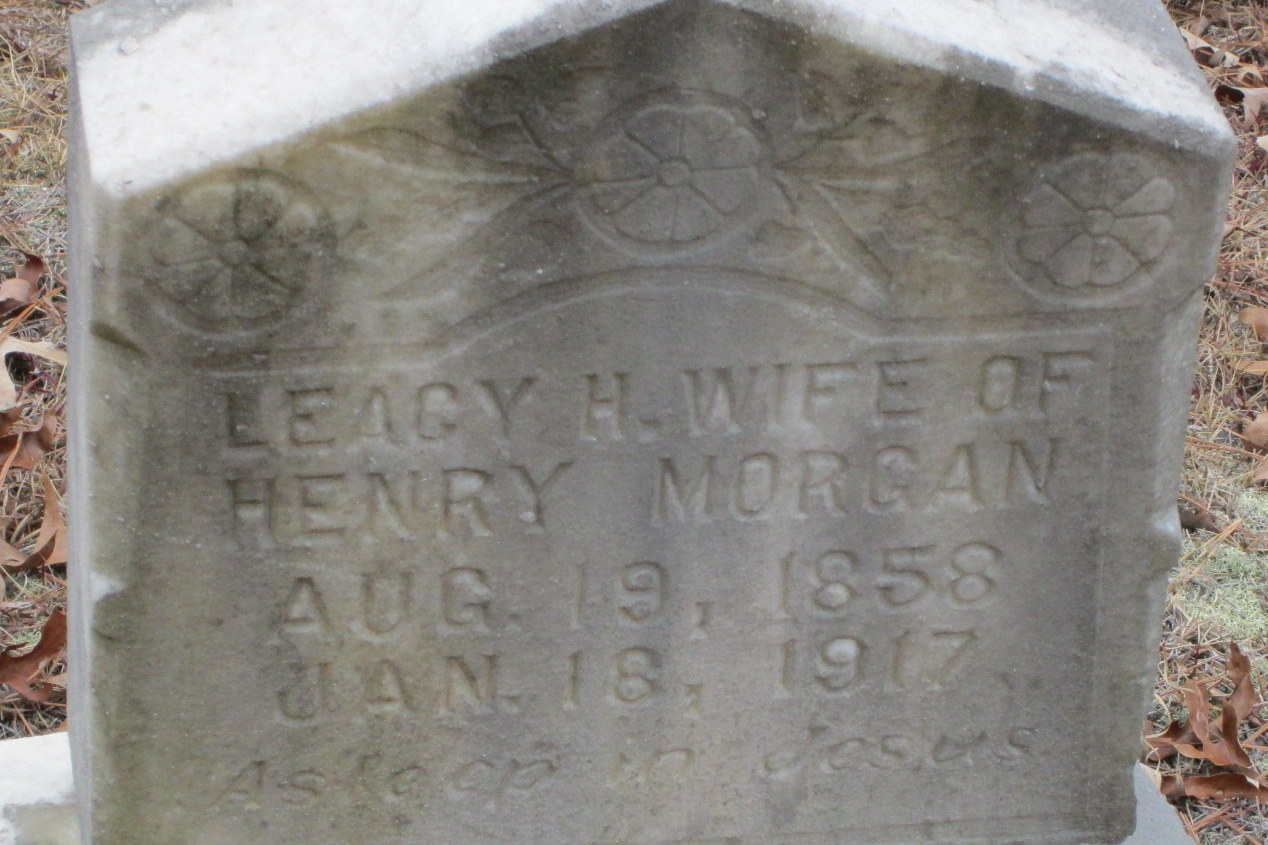 LEACY H. WIFE OF
HENRY MORGAN
AUG. 19, 1858
JAN. 18, 1917.
Asleep in Jesus